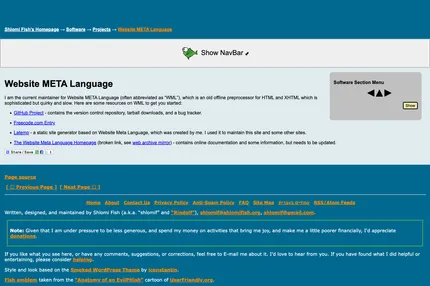 Shlomi Fish's Homepage → Software → Projects → Website META Language
Show NavBar
Website META Language
I am the current maintainer for Website META Language (often abbreviated as "WML"), which is an old offline preprocessor for HTML and XHTML which is
sophisticated but quirky and slow. Here are some resources on WML to get you started:
GitHub Project - contains the version control repository, tarball downloads, and a bug tracker.
Freecode.com Entry
Latemp - a static site generator based on Website Meta Language, which was created by me. I used it to maintain this site and some other sites.
The Website Meta Language Homepage (broken link, see web archive mirror) - contains online documentation and some information, but needs to be updated.
Share / Save
Software Section Menu
Show
Page source
[ Previous Page ] [ Next Page ]
Home About Contact Us Privacy Policy Anti-Spam Policy FAQ Site Map RSS/Atom Feeds
Written, designed, and maintained by Shlomi Fish (a.k.a. "shlomif" and "Rindolf"), shlomif@shlomifish.org,
Note: Given that I am under pressure to be less generous, and spend my money on activities that bring me joy, and make me a little poorer financially, I'd appreciate
donations.
If you like what you see here, or have any comments, suggestions, or corrections, feel free to E-mail me about it. I'd love to hear from you. If you have found what I did helpful or
entertaining, please consider helping.
Style and look based on the Smoked WordPress Theme by
Fish emblem taken from the "Anatomy of an Evil Fish" cartoon of UserFriendly.org.